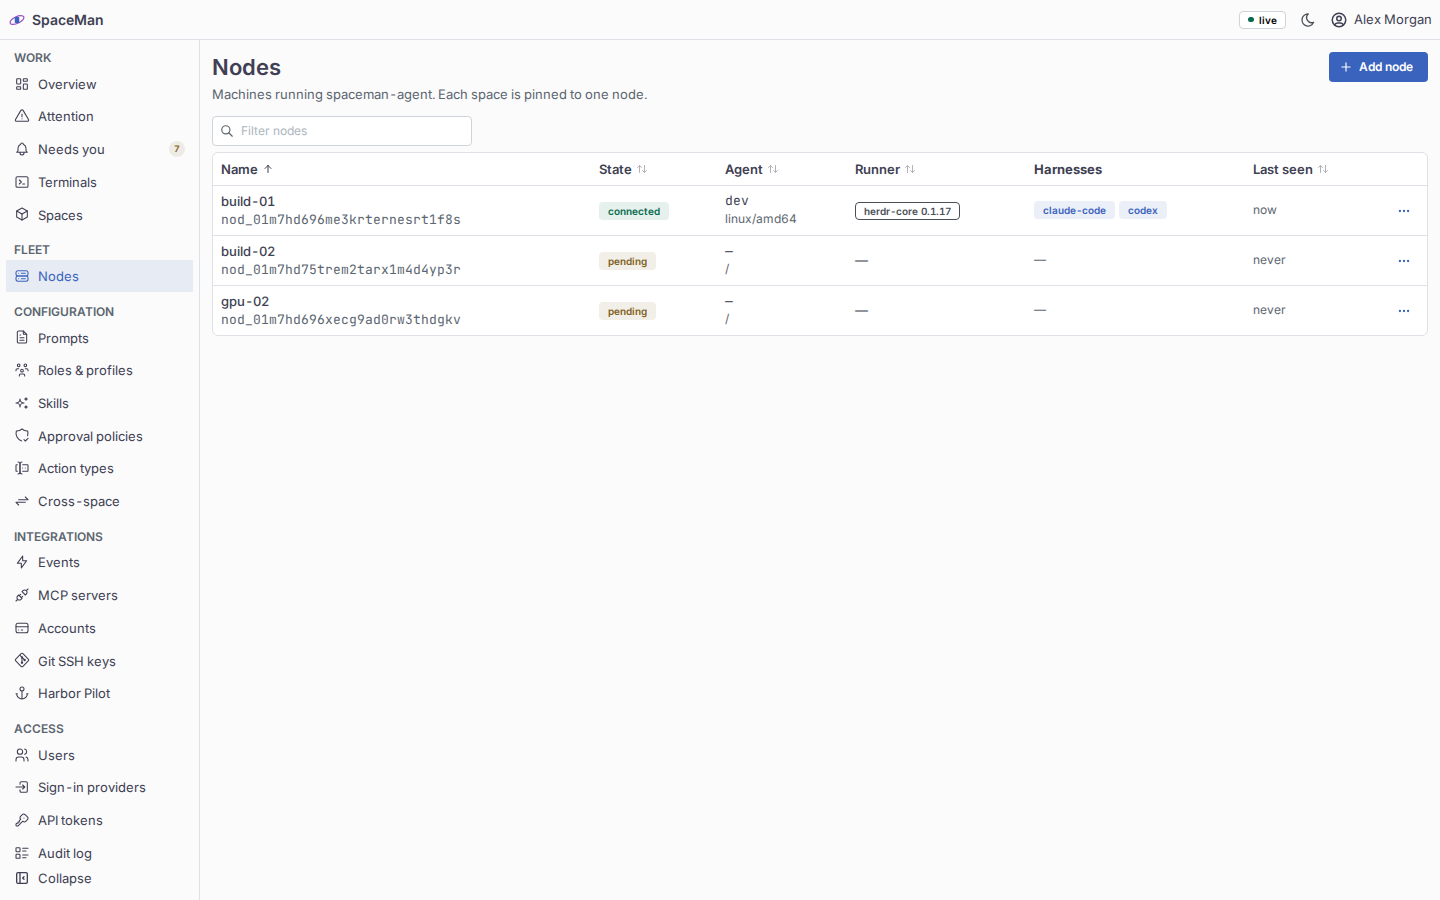 SpaceMan
live
Alex Morgan
WORK
Overview
Attention
Needs you 7
Terminals
Spaces
FLEET
Nodes
CONFIGURATION
Prompts
Roles & profiles
Skills
Approval policies
Action types
Cross-space
INTEGRATIONS
Events
MCP servers
Accounts
Git SSH keys
Harbor Pilot
ACCESS
Users
Sign-in providers
API tokens
Audit log
Collapse
Nodes
Machines running spaceman-agent. Each space is pinned to one node.
Add node
Filter nodes
Name State Agent Runner Harnesses Last seen
build-01 connected dev herdr-core 0.1.17 claude-code codex now
nod_01m7hd696me3krternesrt1f8s linux/amd64
build-02 pending — — — never
nod_01m7hd75trem2tarx1m4d4yp3r /
gpu-02 pending — — — never
nod_01m7hd696xecg9ad0rw3thdgkv /